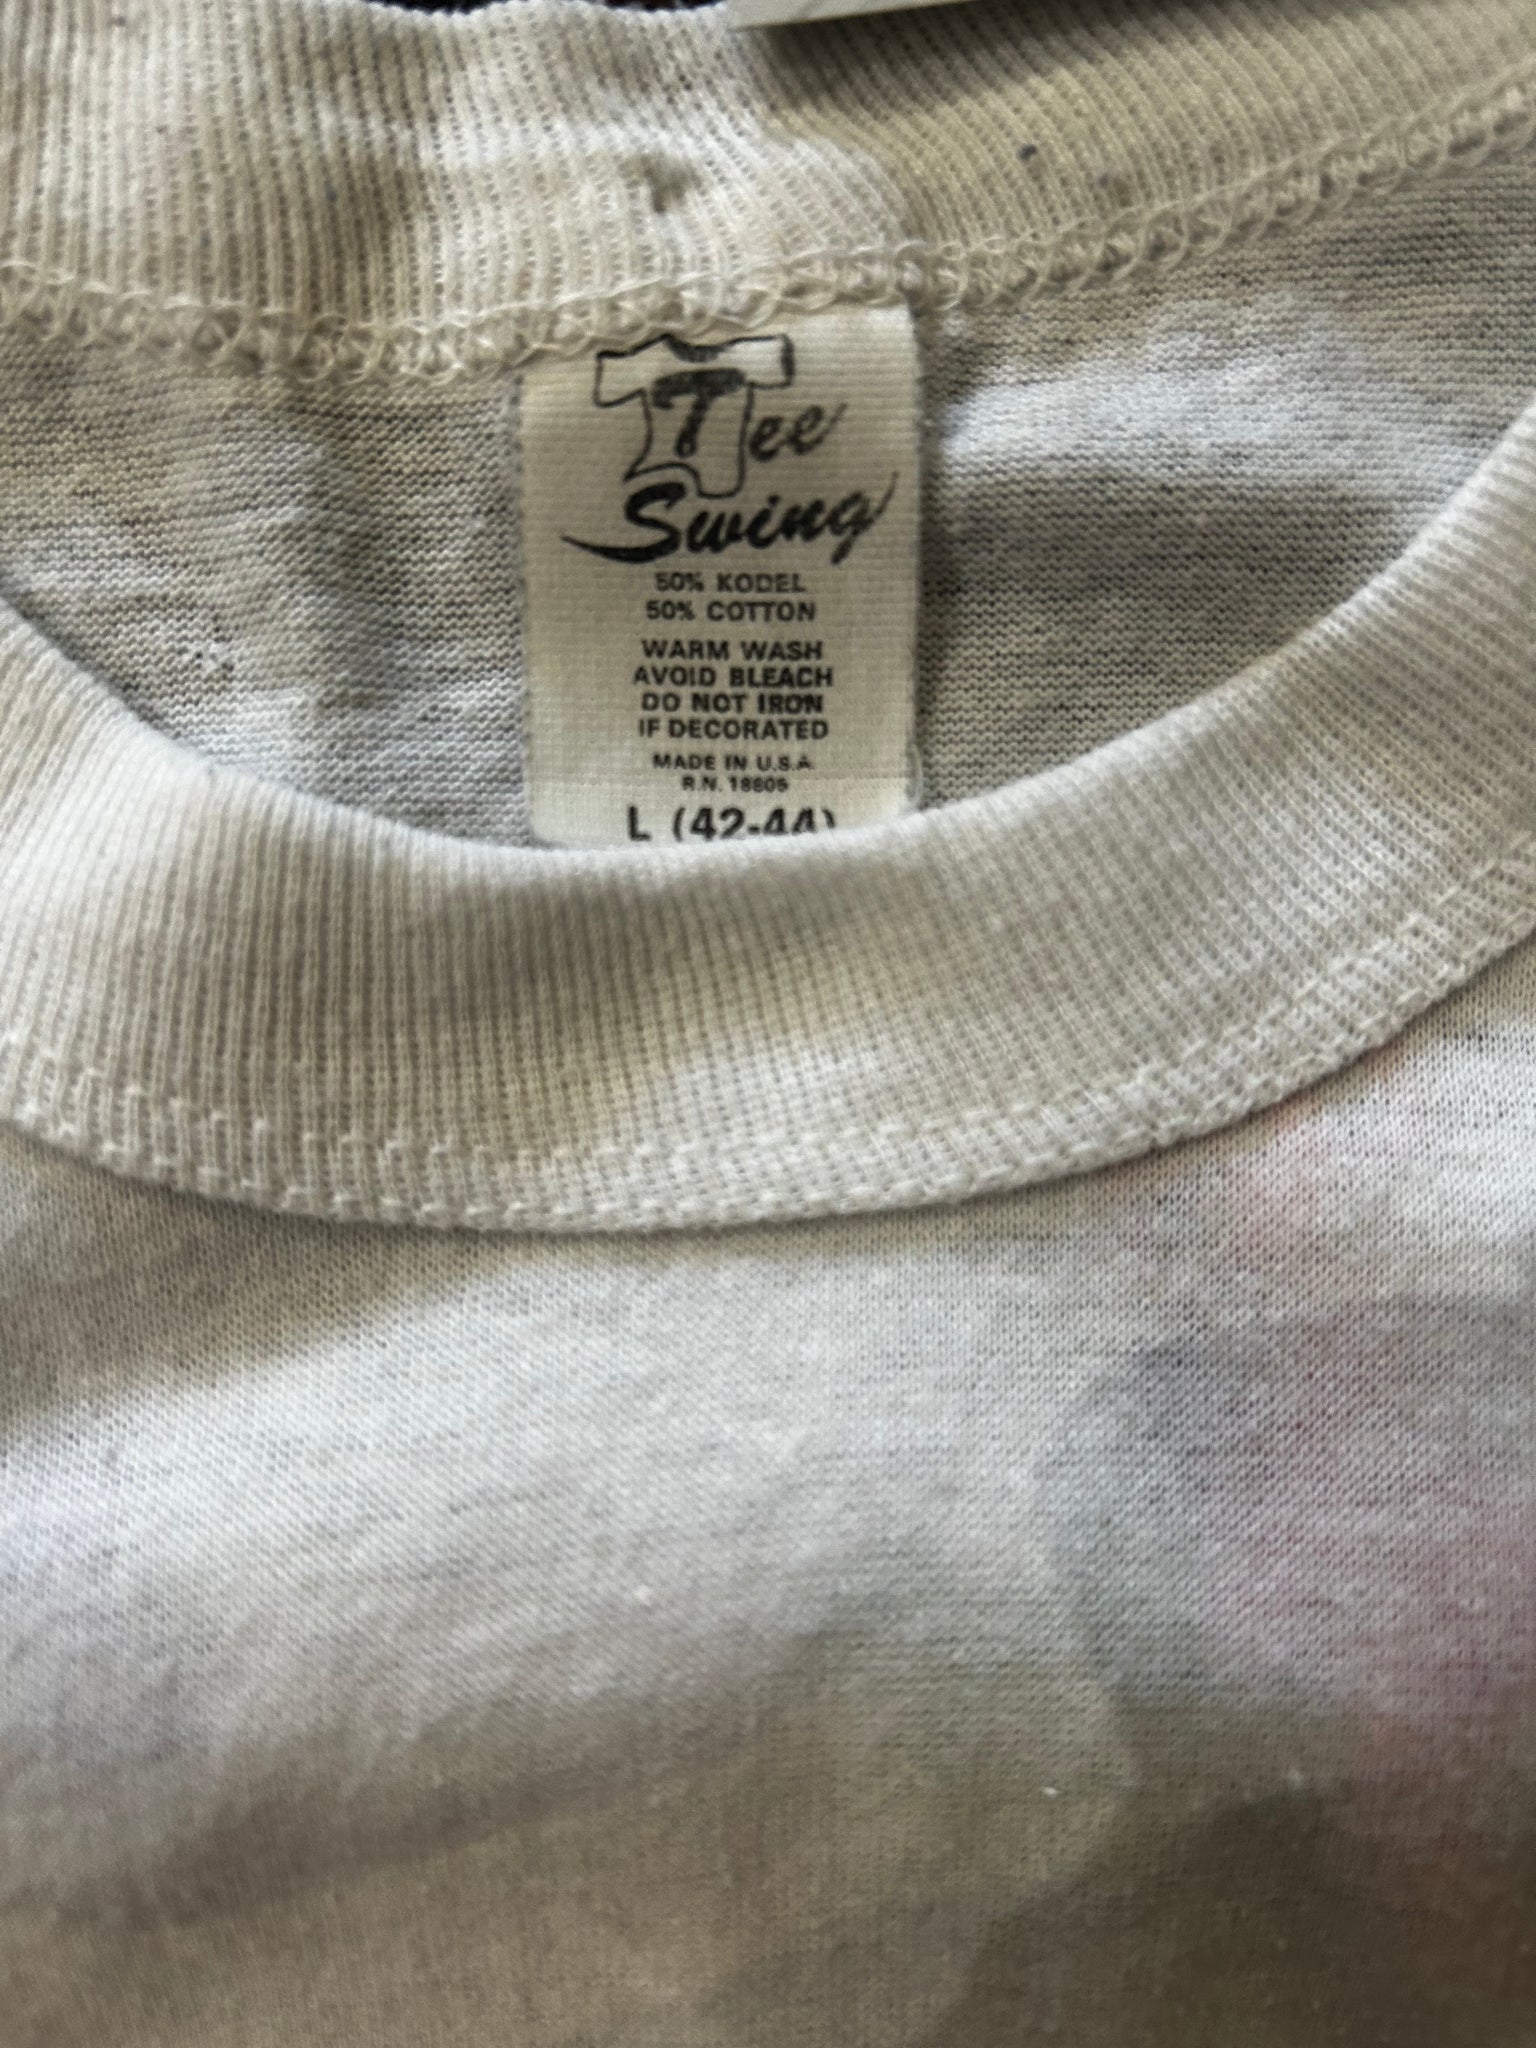 Tee
Swing
50% KODEL
50% COTTON
WARM WASH
AVOID BLEACH
DO NOT IRON
IF DECORATED
MADE IN U.S.A.
R.N. 18605
L (42-44)